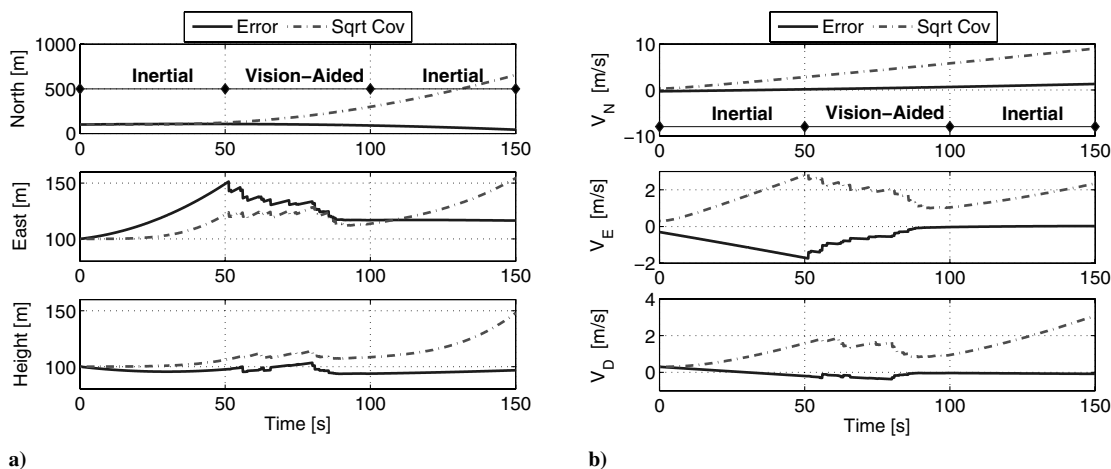 Error Sqrt Cov
1000
500
0
North [m]
Inertial Vision−Aided Inertial
0 50 100 150
150
100
East [m]
0 50 100 150
150
100
Height [m]
0 50 100 150
Time [s]
a)
Error Sqrt Cov
10
0
−10
V_N [m/s]
Inertial Vision−Aided Inertial
0 50 100 150
2
0
−2
V_E [m/s]
0 50 100 150
4
2
0
V_D [m/s]
0 50 100 150
Time [s]
b)